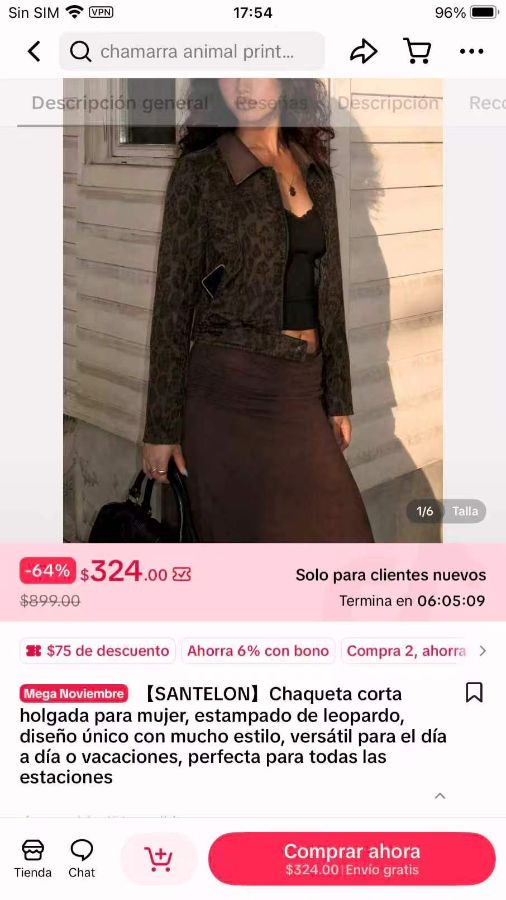 Sin SIM VPN 17:54 96%
chamarra animal print...
Descripción general Reseñas Descripción Recc
1/6 Talla
-64% $324.00 Solo para clientes nuevos
$899.00 Termina en 06:05:09
$75 de descuento Ahorra 6% con bono Compra 2, ahorra
Mega Noviembre 【SANTELON】Chaqueta corta
holgada para mujer, estampado de leopardo,
diseño único con mucho estilo, versátil para el día
a día o vacaciones, perfecta para todas las
estaciones
Comprar ahora
Tienda Chat $324.00 | Envío gratis